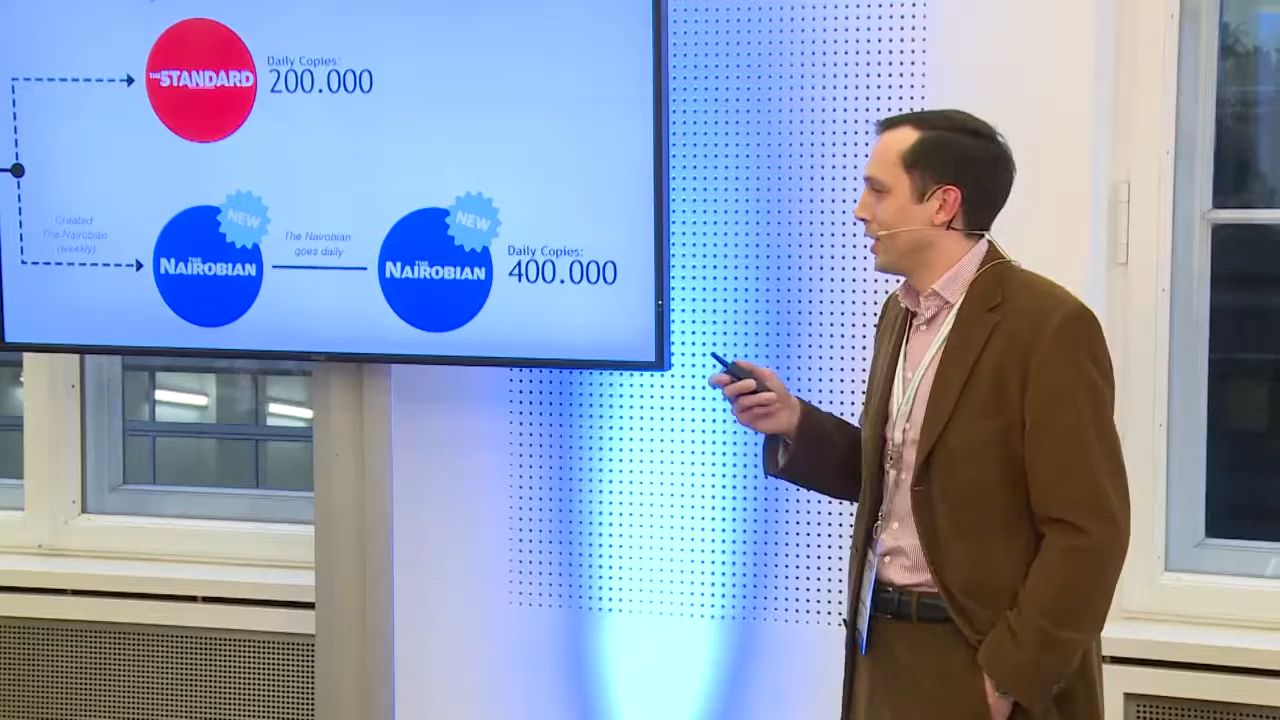 THE STANDARD
Daily Copies:
200.000
Created
The Nairobian
(weekly)
NEW
THE
NAIROBIAN
The Nairobian
goes daily
NEW
THE
NAIROBIAN
Daily Copies:
400.000